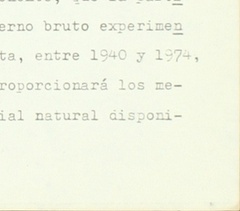 erno bruto experimen
ta, entre 1940 y 1974,
roporcionará los me-
ial natural disponi-